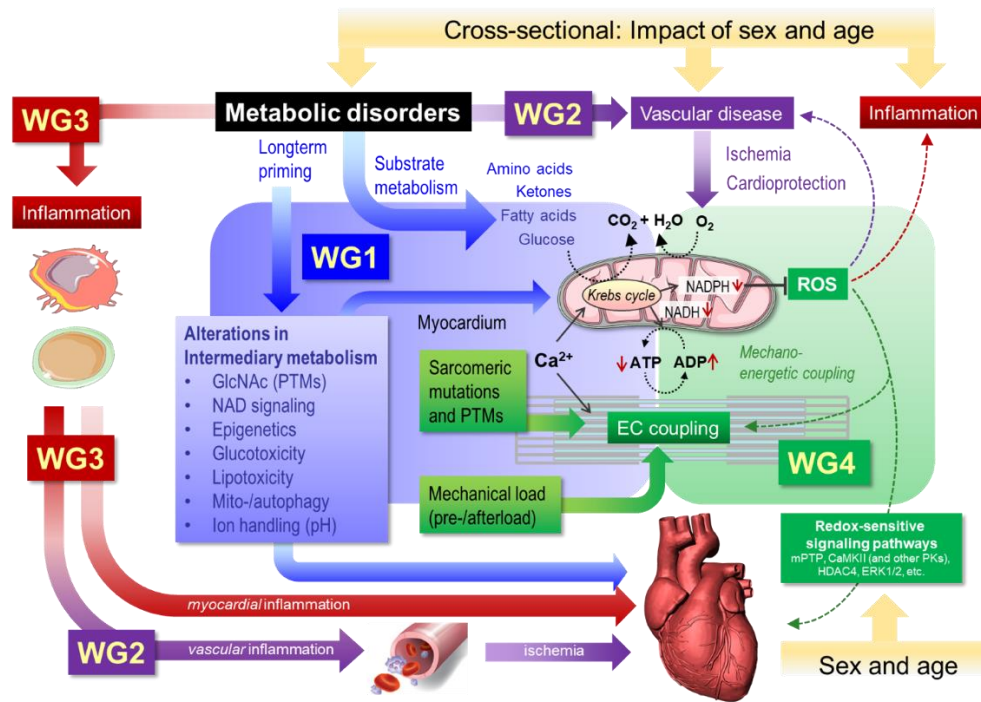 Cross-sectional: Impact of sex and age
WG3
Metabolic disorders
WG2
Vascular disease
Inflammation
Longterm
priming
Substrate
metabolism
Amino acids
Ketones
Fatty acids
Glucose
Ischemia
Cardioprotection
Inflammation
WG1
CO₂ + H₂O
O₂
Krebs cycle
NADPH
NADH
ROS
Alterations in
Intermediary metabolism
• GlcNAc (PTMs)
• NAD signaling
• Epigenetics
• Glucotoxicity
• Lipotoxicity
• Mito-/autophagy
• Ion handling (pH)
Myocardium
Ca²⁺
ATP
ADP
Mechano-
energetic coupling
Sarcomeric
mutations
and PTMs
EC coupling
WG4
WG3
Mechanical load
(pre-/afterload)
Redox-sensitive
signaling pathways
mPTP, CaMKII (and other PKs),
HDAC4, ERK1/2, etc.
myocardial inflammation
WG2
vascular inflammation
ischemia
Sex and age